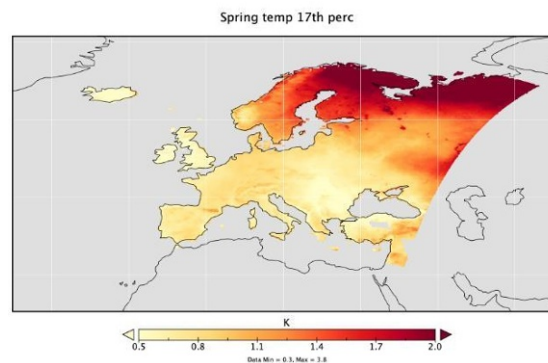 Spring temp 17th perc
K
0.5 0.8 1.1 1.4 1.7 2.0
Data Min = 0.3, Max = 3.8